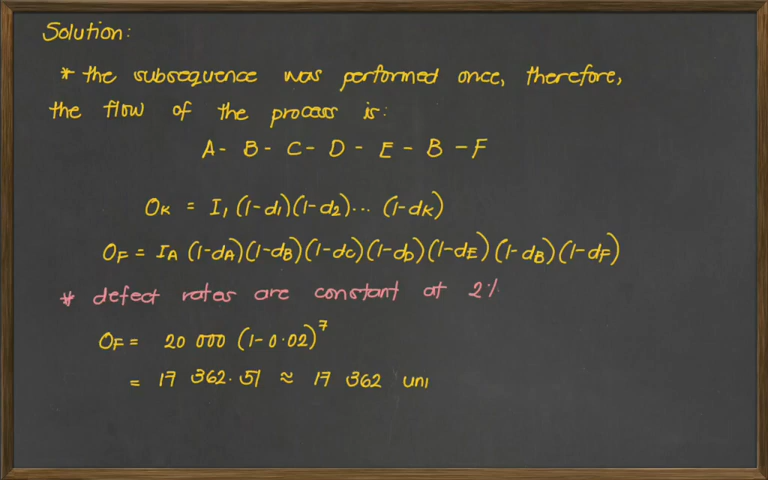 Solution:
* the subsequence was performed once, therefore,
the flow of the process is:
A - B - C - D - E - B - F
OK = I1 (1-d1)(1-d2)... (1-dK)
OF = IA (1-dA)(1-dB)(1-dC)(1-dD)(1-dE)(1-dB)(1-dF)
* defect rates are constant at 2%
OF = 20 000 (1-0.02)^7
= 17 362.51 ≈ 17 362 uni